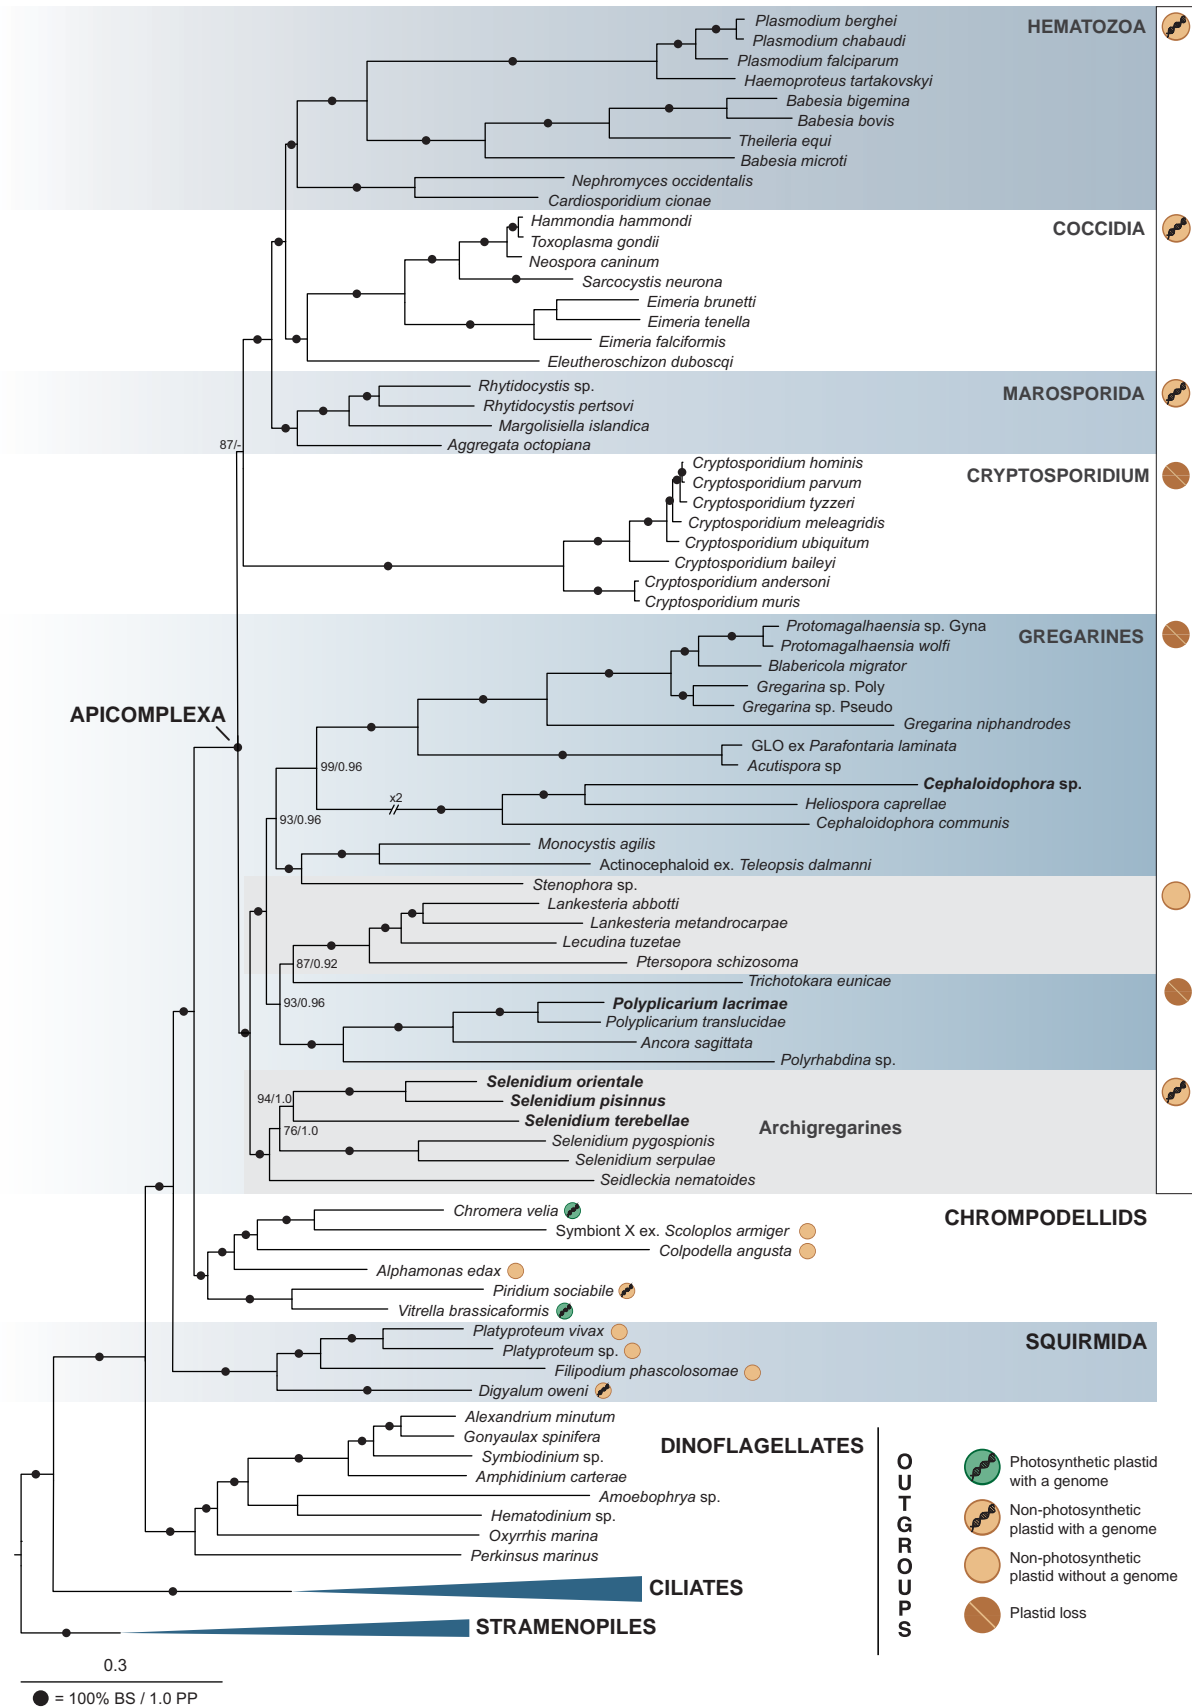 Plasmodium berghei
HEMATOZOA
Plasmodium chabaudi
Plasmodium falciparum
Haemoproteus tartakovskyi
Babesia bigemina
Babesia bovis
Theileria equi
Babesia microti
Nephromyces occidentalis
Cardiosporidium cionae
Hammondia hammondi
COCCIDIA
Toxoplasma gondii
Neospora caninum
Sarcocystis neurona
Eimeria brunetti
Eimeria tenella
Eimeria falciformis
Eleutheroschizon duboscqi
Rhytidocystis sp.
MAROSPORIDA
Rhytidocystis pertsovi
Margolisiella islandica
Aggregata octopiana
87/-
Cryptosporidium hominis
CRYPTOSPORIDIUM
Cryptosporidium parvum
Cryptosporidium tyzzeri
Cryptosporidium meleagridis
Cryptosporidium ubiquitum
Cryptosporidium baileyi
Cryptosporidium andersoni
Cryptosporidium muris
Protomagalhaensia sp. Gyna
GREGARINES
Protomagalhaensia wolfi
Blabericola migrator
Gregarina sp. Poly
Gregarina sp. Pseudo
APICOMPLEXA
Gregarina niphandrodes
GLO ex Parafontaria laminata
99/0.96
Acutispora sp
Cephaloidophora sp.
x2
Heliospora caprellae
93/0.96
Cephaloidophora communis
Monocystis agilis
Actinocephaloid ex. Teleopsis dalmanni
Stenophora sp.
Lankesteria abbotti
Lankesteria metandrocarpae
Lecudina tuzetae
87/0.92
Ptersopora schizosoma
Trichotokara eunicae
93/0.96
Polyplicarium lacrimae
Polyplicarium translucidae
Ancora sagittata
Polyrhabdina sp.
Selenidium orientale
94/1.0
Selenidium pisinnus
Selenidium terebellae
Archigregarines
76/1.0
Selenidium pygospionis
Selenidium serpulae
Seidleckia nematoides
Chromera velia
CHROMPODELLIDS
Symbiont X ex. Scoloplos armiger
Colpodella angusta
Alphamonas edax
Piridium sociabile
Vitrella brassicaformis
Platyproteum vivax
SQUIRMIDA
Platyproteum sp.
Filipodium phascolosomae
Digyalum oweni
Alexandrium minutum
Gonyaulax spinifera
DINOFLAGELLATES
Symbiodinium sp.
Amphidinium carterae
Amoebophrya sp.
Hematodinium sp.
Oxyrrhis marina
Perkinsus marinus
CILIATES
STRAMENOPILES
OUTGROUPS
Photosynthetic plastid
with a genome
Non-photosynthetic
plastid with a genome
Non-photosynthetic
plastid without a genome
Plastid loss
0.3
= 100% BS / 1.0 PP